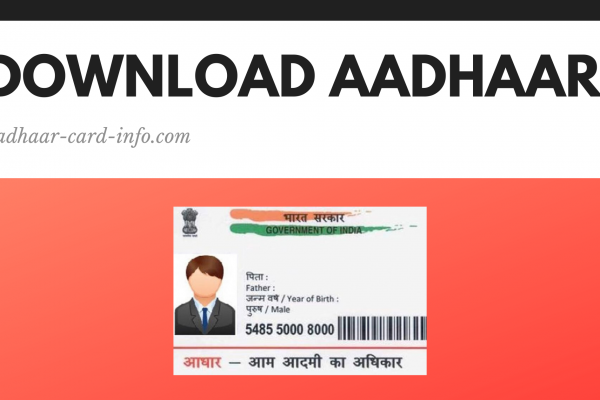 DOWNLOAD AADHAAR
adhaar-card-info.com
भारत सरकार
GOVERNMENT OF INDIA
पिता :
Father :
जन्म वर्ष / Year of Birth :
पुरुष / Male
5485 5000 8000
आधार — आम आदमी का अधिकार